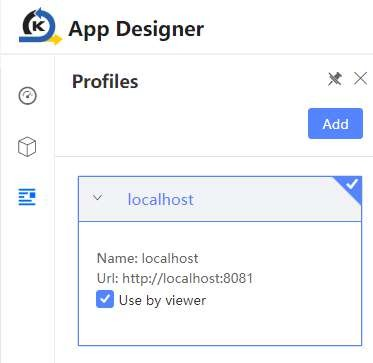 K
App Designer
Profiles
Add
localhost
Name: localhost
Url: http://localhost:8081
Use by viewer